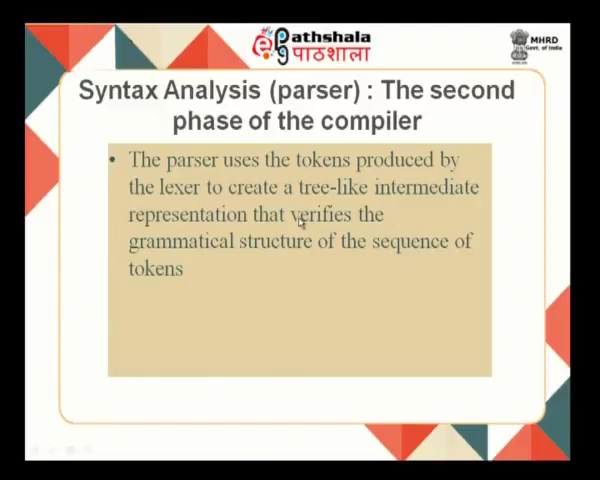 Pathshala
पाठशाला
MHRD
Govt. of India
Syntax Analysis (parser) : The second
phase of the compiler
• The parser uses the tokens produced by
the lexer to create a tree-like intermediate
representation that verifies the
grammatical structure of the sequence of
tokens